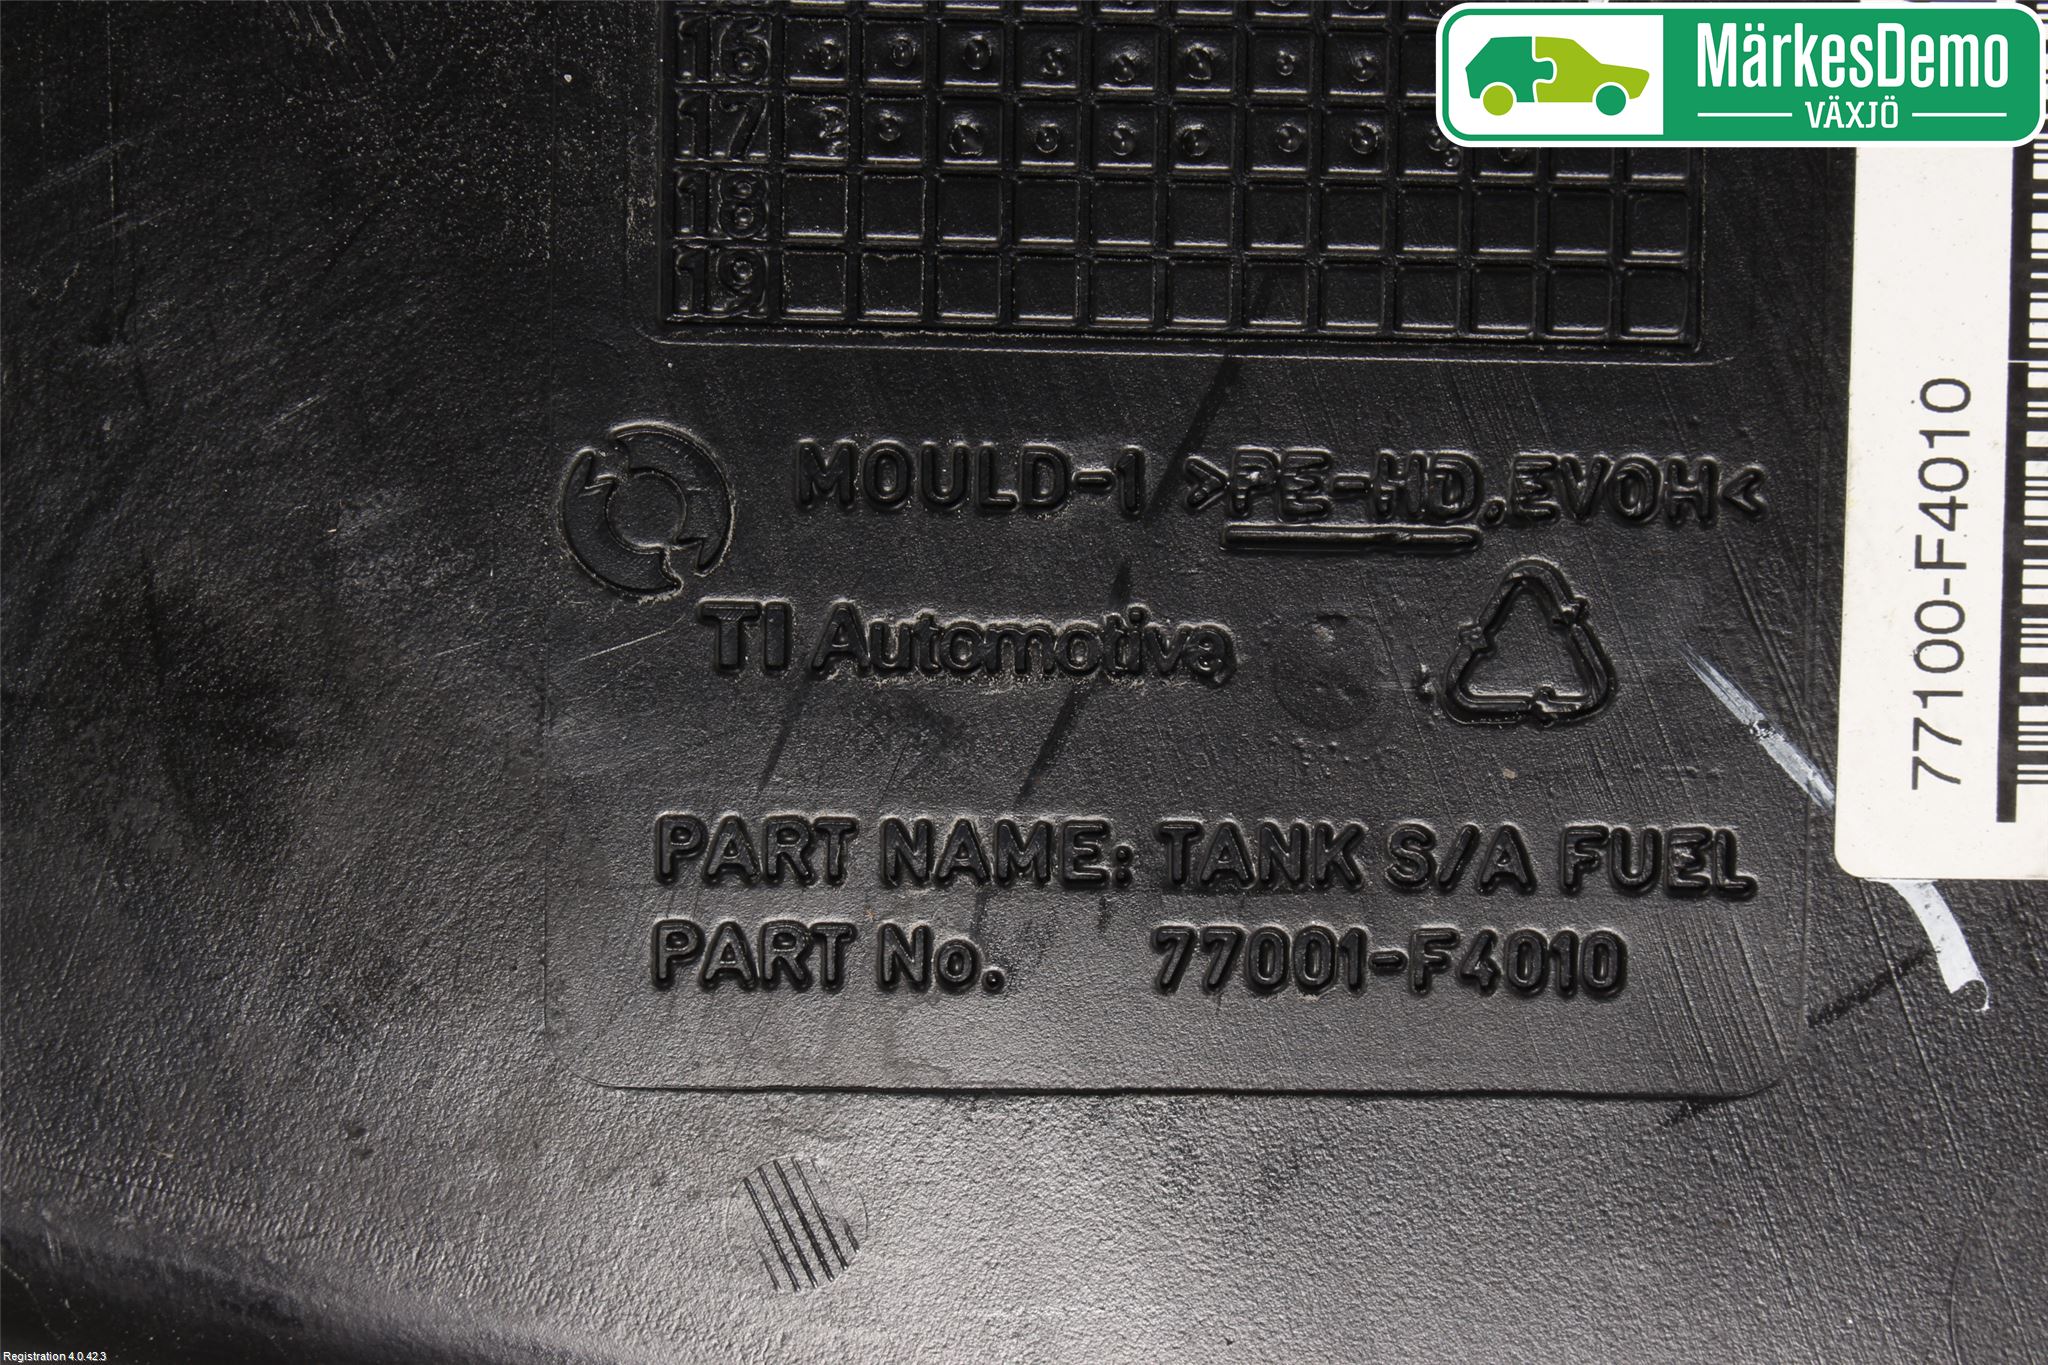 16
17
18
19
MärkesDemo
VÄXJÖ
77100-F4010
MOULD-1 >PE-HD.EVOH<
TI Automotive
PART NAME: TANK S/A FUEL
PART No. 77001-F4010
Registration 4.0.42.3